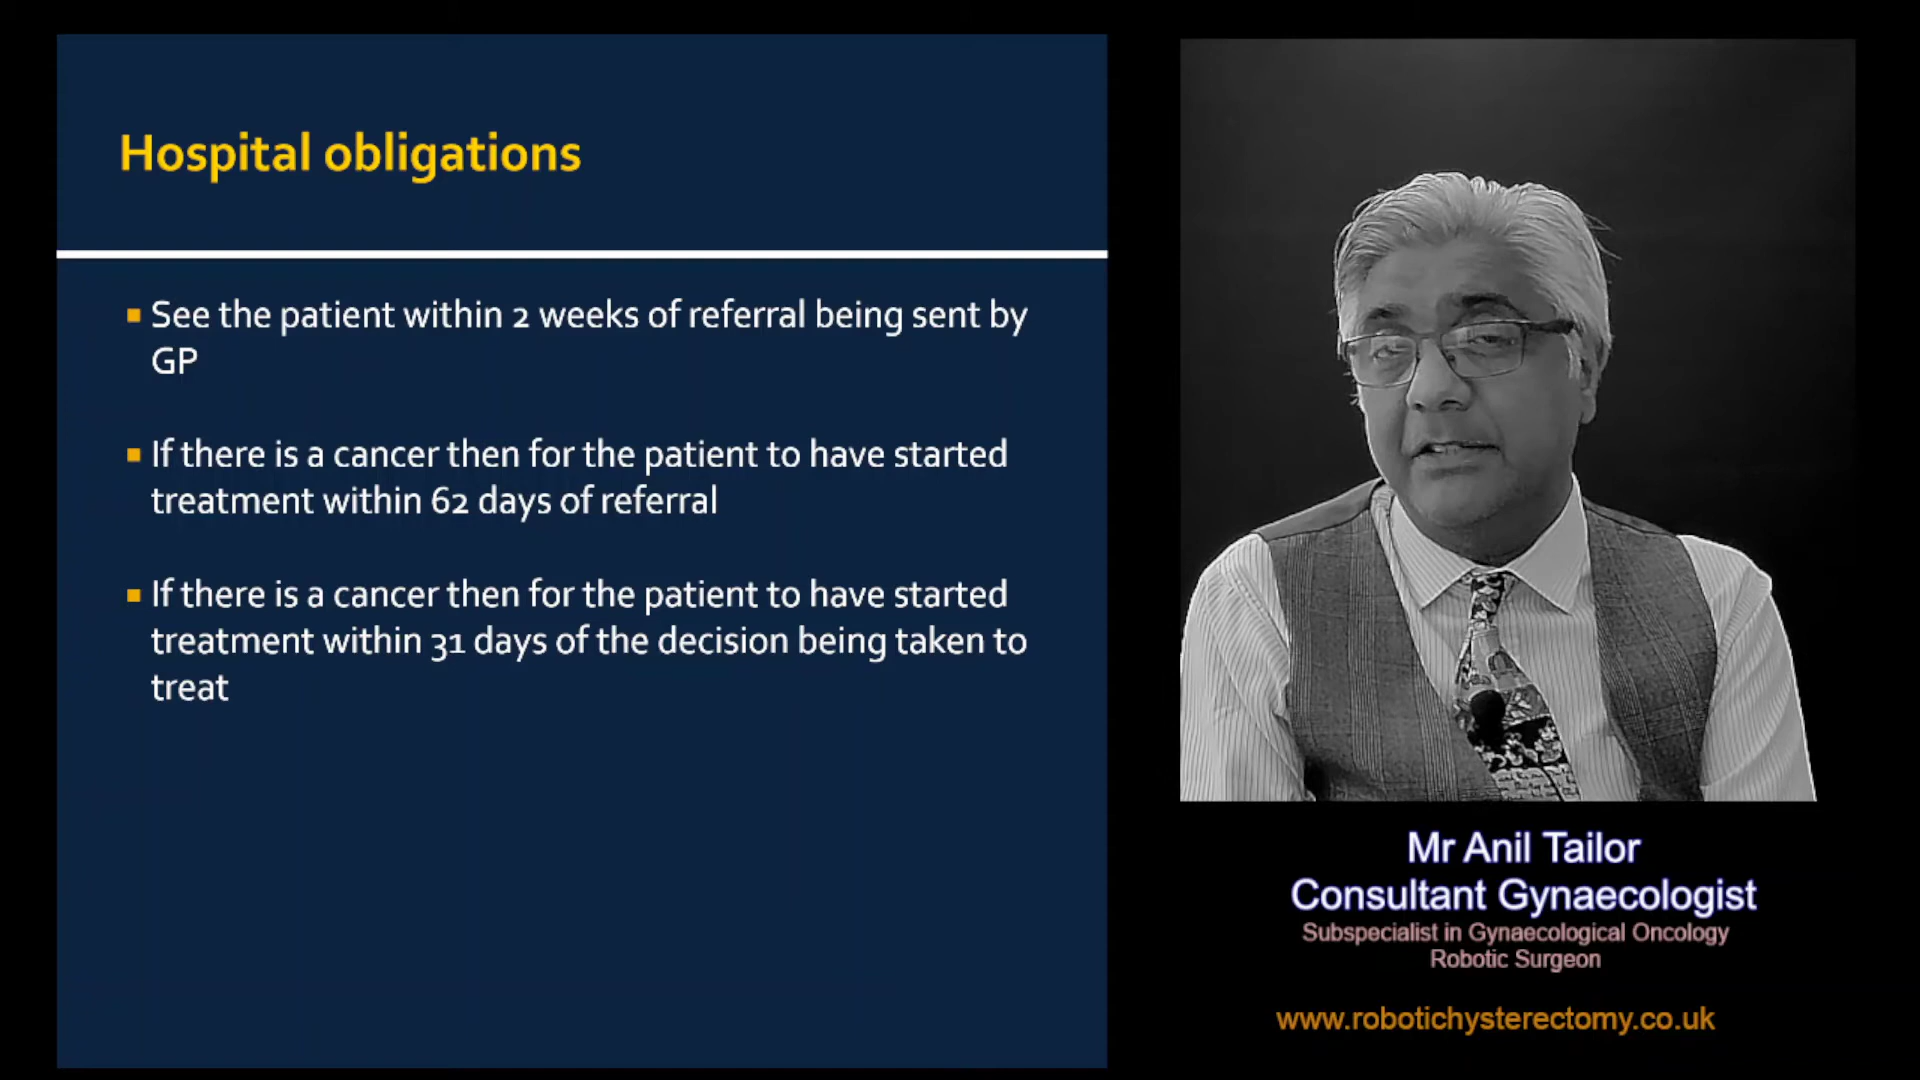 Hospital obligations
See the patient within 2 weeks of referral being sent by
GP
If there is a cancer then for the patient to have started
treatment within 62 days of referral
If there is a cancer then for the patient to have started
treatment within 31 days of the decision being taken to
treat
Mr Anil Tailor
Consultant Gynaecologist
Subspecialist in Gynaecological Oncology
Robotic Surgeon
www.robotichysterectomy.co.uk